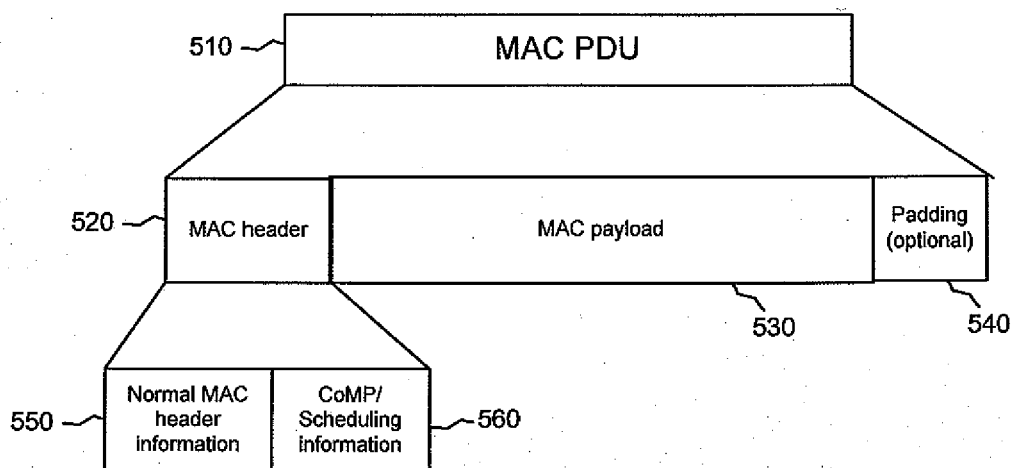 510
MAC PDU
520
MAC header
MAC payload
Padding
(optional)
530
540
550
Normal MAC
header
information
CoMP/
Scheduling
information
560